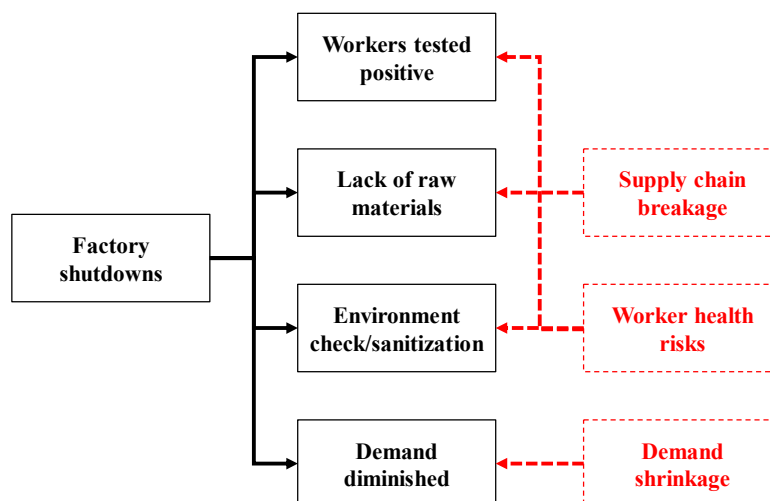 Workers tested
positive
Lack of raw
materials
Supply chain
breakage
Factory
shutdowns
Environment
check/sanitization
Worker health
risks
Demand
diminished
Demand
shrinkage